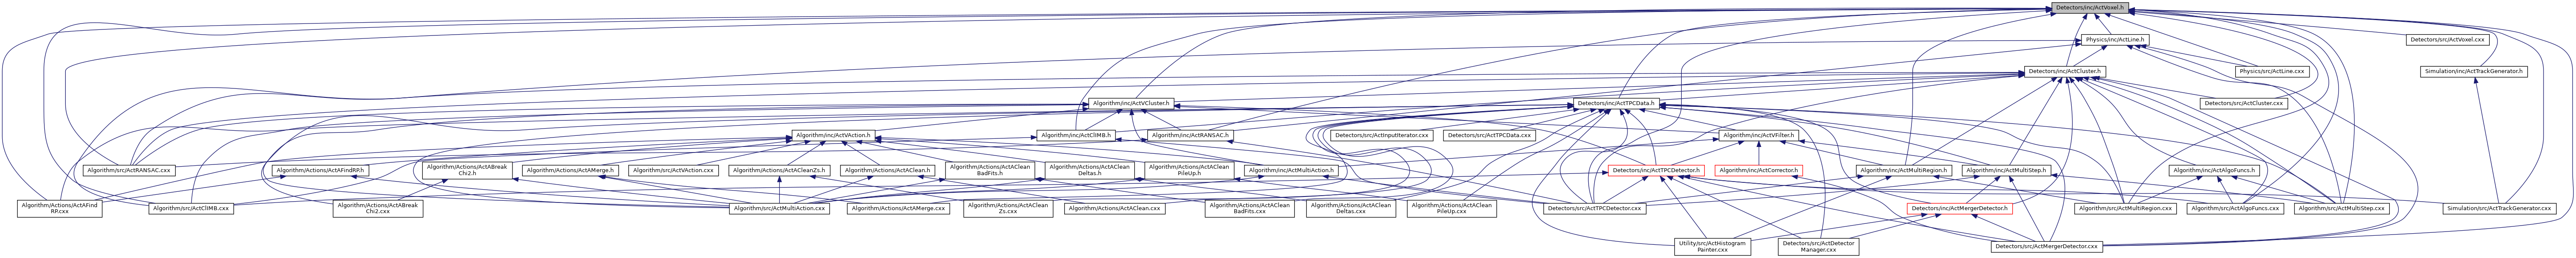 Detectors/inc/ActVoxel.h
Physics/inc/ActLine.h
Detectors/src/ActVoxel.cxx
Detectors/inc/ActCluster.h
Physics/src/ActLine.cxx
Simulation/inc/ActTrackGenerator.h
Algorithm/inc/ActVCluster.h
Detectors/inc/ActTPCData.h
Detectors/src/ActCluster.cxx
Algorithm/inc/ActVAction.h
Algorithm/inc/ActCliMB.h
Algorithm/inc/ActRANSAC.h
Detectors/src/ActInputIterator.cxx
Detectors/src/ActTPCData.cxx
Algorithm/inc/ActVFilter.h
Algorithm/src/ActRANSAC.cxx
Algorithm/Actions/ActAFindRP.h
Algorithm/Actions/ActABreak
Chi2.h
Algorithm/Actions/ActAMerge.h
Algorithm/src/ActVAction.cxx
Algorithm/Actions/ActACleanZs.h
Algorithm/Actions/ActAClean.h
Algorithm/Actions/ActAClean
BadFits.h
Algorithm/Actions/ActAClean
Deltas.h
Algorithm/Actions/ActAClean
PileUp.h
Algorithm/inc/ActMultiAction.h
Detectors/inc/ActTPCDetector.h
Algorithm/inc/ActCorrector.h
Algorithm/inc/ActMultiRegion.h
Algorithm/inc/ActMultiStep.h
Algorithm/inc/ActAlgoFuncs.h
Algorithm/Actions/ActAFind
RP.cxx
Algorithm/src/ActCliMB.cxx
Algorithm/Actions/ActABreak
Chi2.cxx
Algorithm/src/ActMultiAction.cxx
Algorithm/Actions/ActAMerge.cxx
Algorithm/Actions/ActAClean
Zs.cxx
Algorithm/Actions/ActAClean.cxx
Algorithm/Actions/ActAClean
BadFits.cxx
Algorithm/Actions/ActAClean
Deltas.cxx
Algorithm/Actions/ActAClean
PileUp.cxx
Detectors/src/ActTPCDetector.cxx
Detectors/inc/ActMergerDetector.h
Algorithm/src/ActMultiRegion.cxx
Algorithm/src/ActAlgoFuncs.cxx
Algorithm/src/ActMultiStep.cxx
Simulation/src/ActTrackGenerator.cxx
Utility/src/ActHistogram
Painter.cxx
Detectors/src/ActDetector
Manager.cxx
Detectors/src/ActMergerDetector.cxx